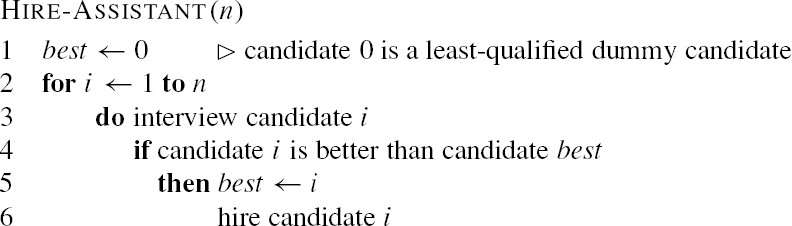 HIRE-ASSISTANT(n)
1 best ← 0 ▷ candidate 0 is a least-qualified dummy candidate
2 for i ← 1 to n
3 do interview candidate i
4 if candidate i is better than candidate best
5 then best ← i
6 hire candidate i